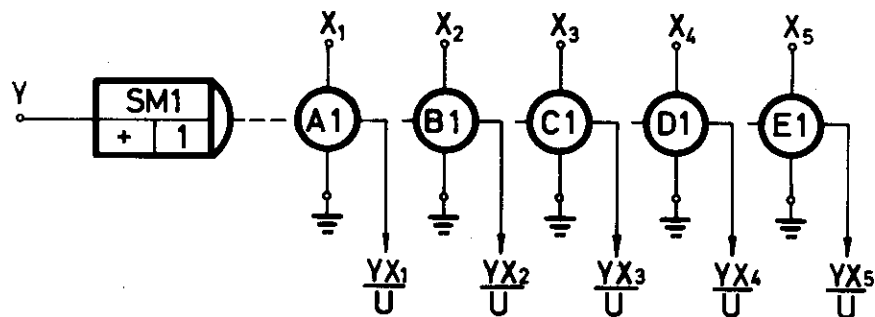 X₁ X₂ X₃ X₄ X₅
Y
SM1
+ 1
A1 B1 C1 D1 E1
YX₁ YX₂ YX₃ YX₄ YX₅
U U U U U